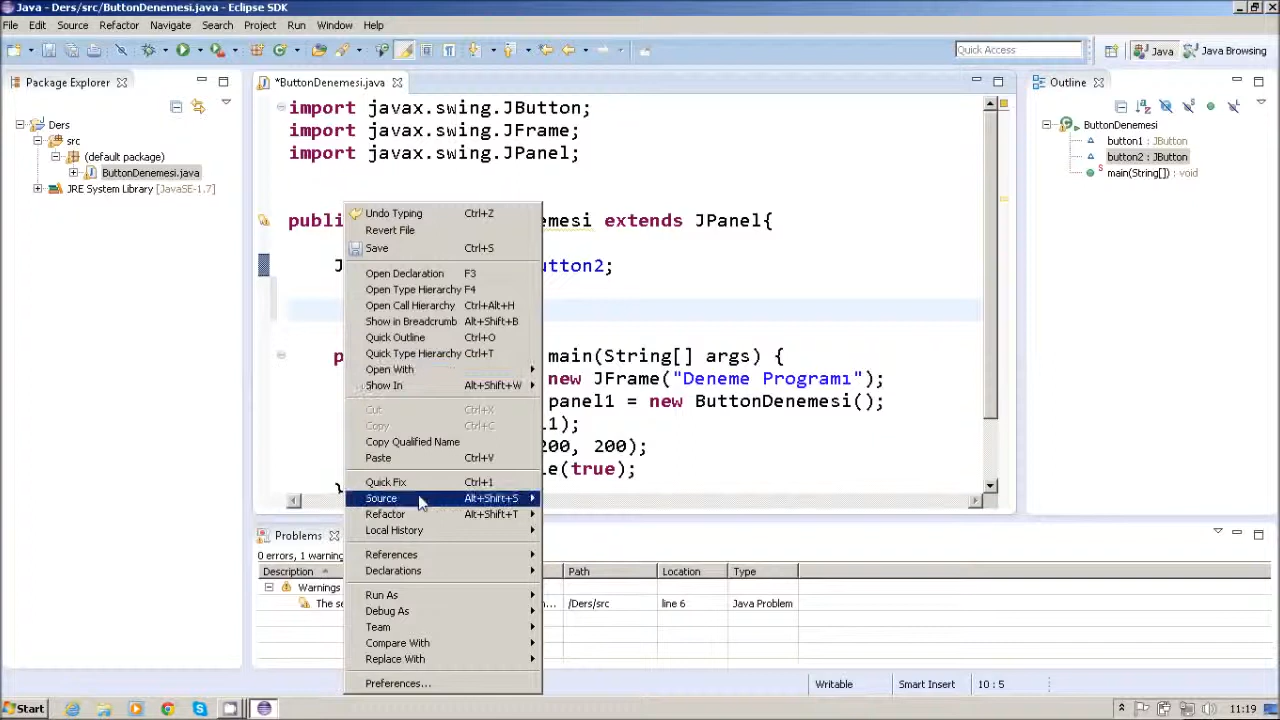 Java - Ders/src/ButtonDenemesi.java - Eclipse SDK
File Edit Source Refactor Navigate Search Project Run Window Help
Quick Access
Java
Java Browsing
Package Explorer
Ders
src
(default package)
ButtonDenemesi.java
JRE System Library [JavaSE-1.7]
*ButtonDenemesi.java
import javax.swing.JButton;
import javax.swing.JFrame;
import javax.swing.JPanel;
emesi extends JPanel{
J utton2;
main(String[] args) {
new JFrame("Deneme Programı");
panel1 = new ButtonDenemesi();
l1);
200, 200);
le(true);
}
Undo Typing Ctrl+Z
Revert File
Save Ctrl+S
Open Declaration F3
Open Type Hierarchy F4
Open Call Hierarchy Ctrl+Alt+H
Show in Breadcrumb Alt+Shift+B
Quick Outline Ctrl+O
Quick Type Hierarchy Ctrl+T
Open With
Show In Alt+Shift+W
Cut Ctrl+X
Copy Ctrl+C
Copy Qualified Name
Paste Ctrl+V
Quick Fix Ctrl+1
Source Alt+Shift+S
Refactor Alt+Shift+T
Local History
References
Declarations
Run As
Debug As
Team
Compare With
Replace With
Preferences...
Outline
ButtonDenemesi
button1 : JButton
button2 : JButton
main(String[]) : void
Problems
0 errors, 1 warning
Description Path Location Type
Warnings
The se n... /Ders/src line 6 Java Problem
Writable Smart Insert 10 : 5
Start 11:19